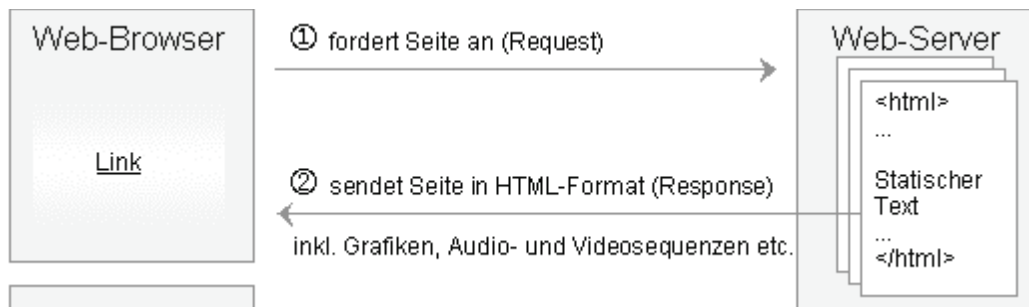 Web-Browser
Link
① fordert Seite an (Request)
② sendet Seite in HTML-Format (Response)
inkl. Grafiken, Audio- und Videosequenzen etc.
Web-Server
<html>
...
Statischer
Text
...
</html>